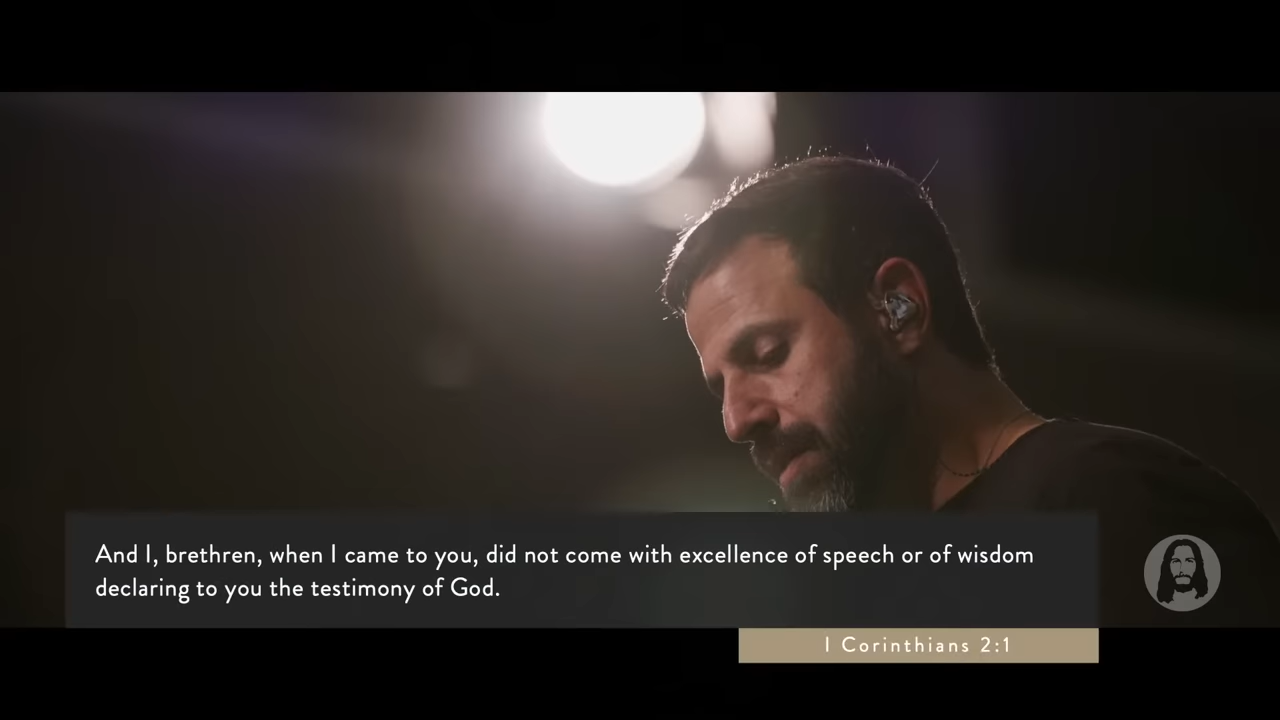 And I, brethren, when I came to you, did not come with excellence of speech or of wisdom
declaring to you the testimony of God.
I Corinthians 2:1